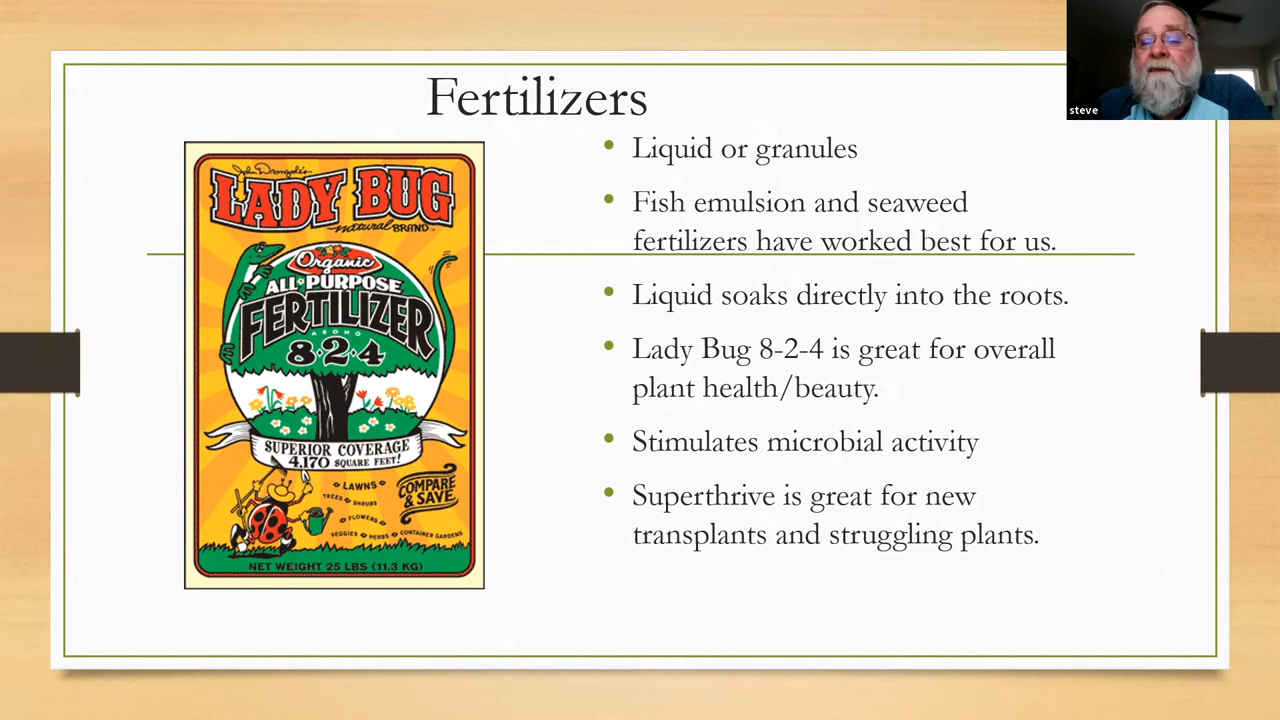 Fertilizers
steve
Liquid or granules
Fish emulsion and seaweed
fertilizers have worked best for us.
Liquid soaks directly into the roots.
Lady Bug 8-2-4 is great for overall
plant health/beauty.
Stimulates microbial activity
Superthrive is great for new
transplants and struggling plants.
John Dromgoole's
LADY BUG
natural BRAND
Organic
ALL-PURPOSE
FERTILIZER
8-2-4
SUPERIOR COVERAGE
4,170 SQUARE FEET!
LAWNS
TREES SHRUBS
FLOWERS
VEGGIES HERBS CONTAINER GARDENS
COMPARE
& SAVE
NET WEIGHT 25 LBS (11.3 KG)